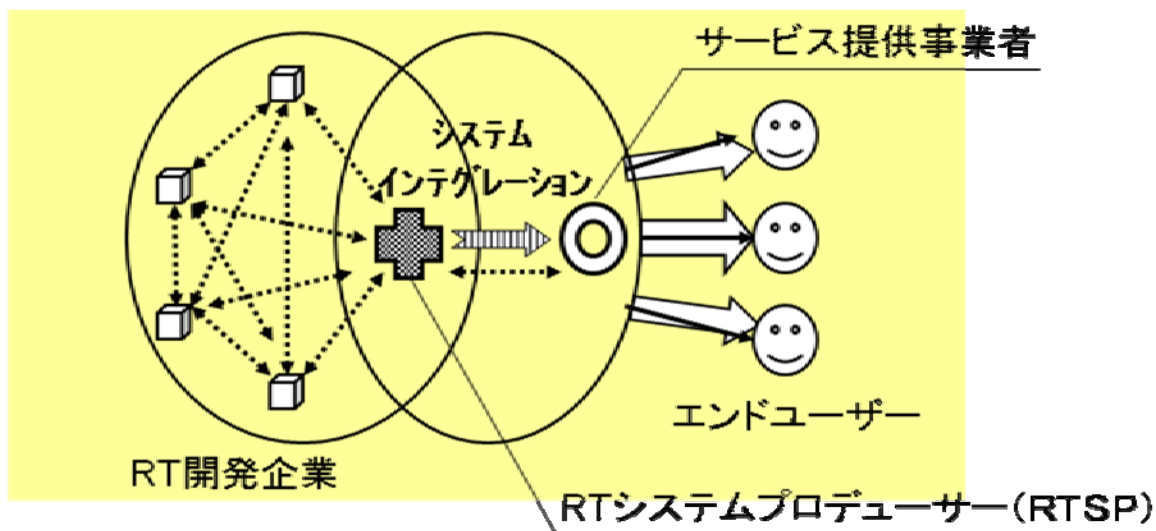 サービス提供事業者
システム
インテグレーション
エンドユーザー
RT開発企業
RTシステムプロデューサー(RTSP)